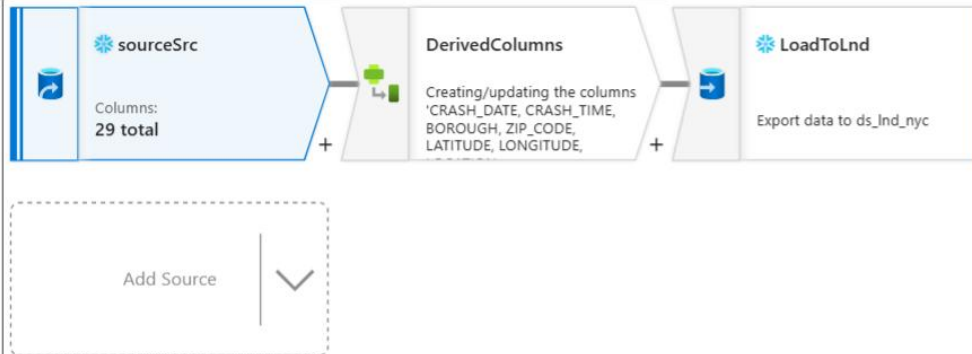 sourceSrc
Columns:
29 total
+
DerivedColumns
Creating/updating the columns
'CRASH_DATE, CRASH_TIME,
BOROUGH, ZIP_CODE,
LATITUDE, LONGITUDE,
+
LoadToLnd
Export data to ds_lnd_nyc
Add Source